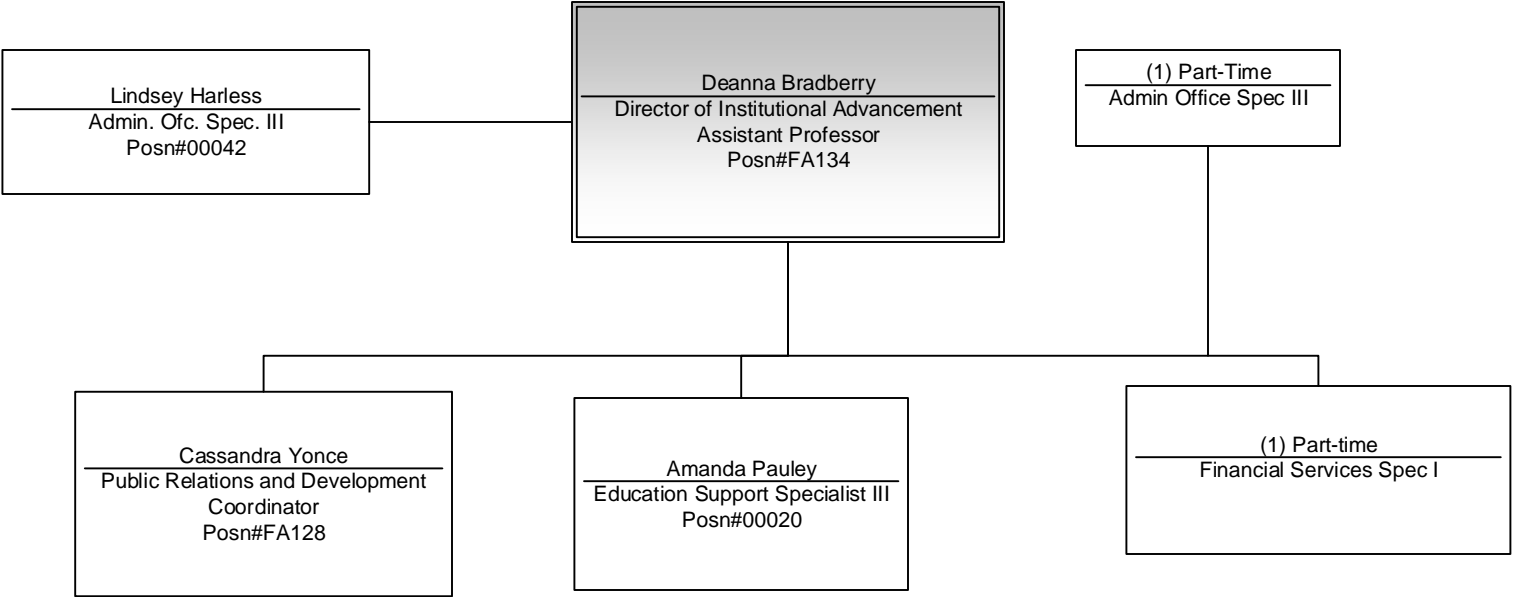 Lindsey Harless
Admin. Ofc. Spec. III
Posn#00042
Deanna Bradberry
Director of Institutional Advancement
Assistant Professor
Posn#FA134
(1) Part-Time
Admin Office Spec III
Cassandra Yonce
Public Relations and Development
Coordinator
Posn#FA128
Amanda Pauley
Education Support Specialist III
Posn#00020
(1) Part-time
Financial Services Spec I